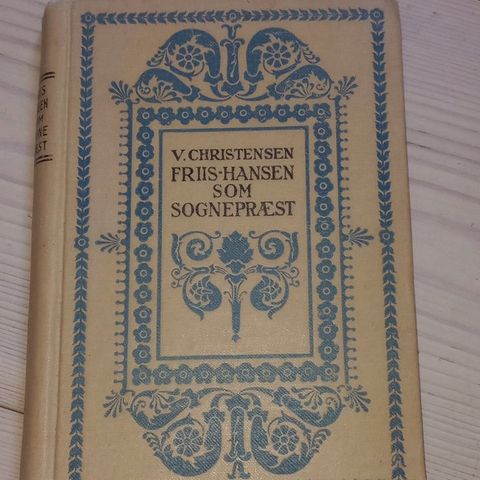 V. CHRISTENSEN
FRIIS-HANSEN
SOM
SOGNEPRÆST